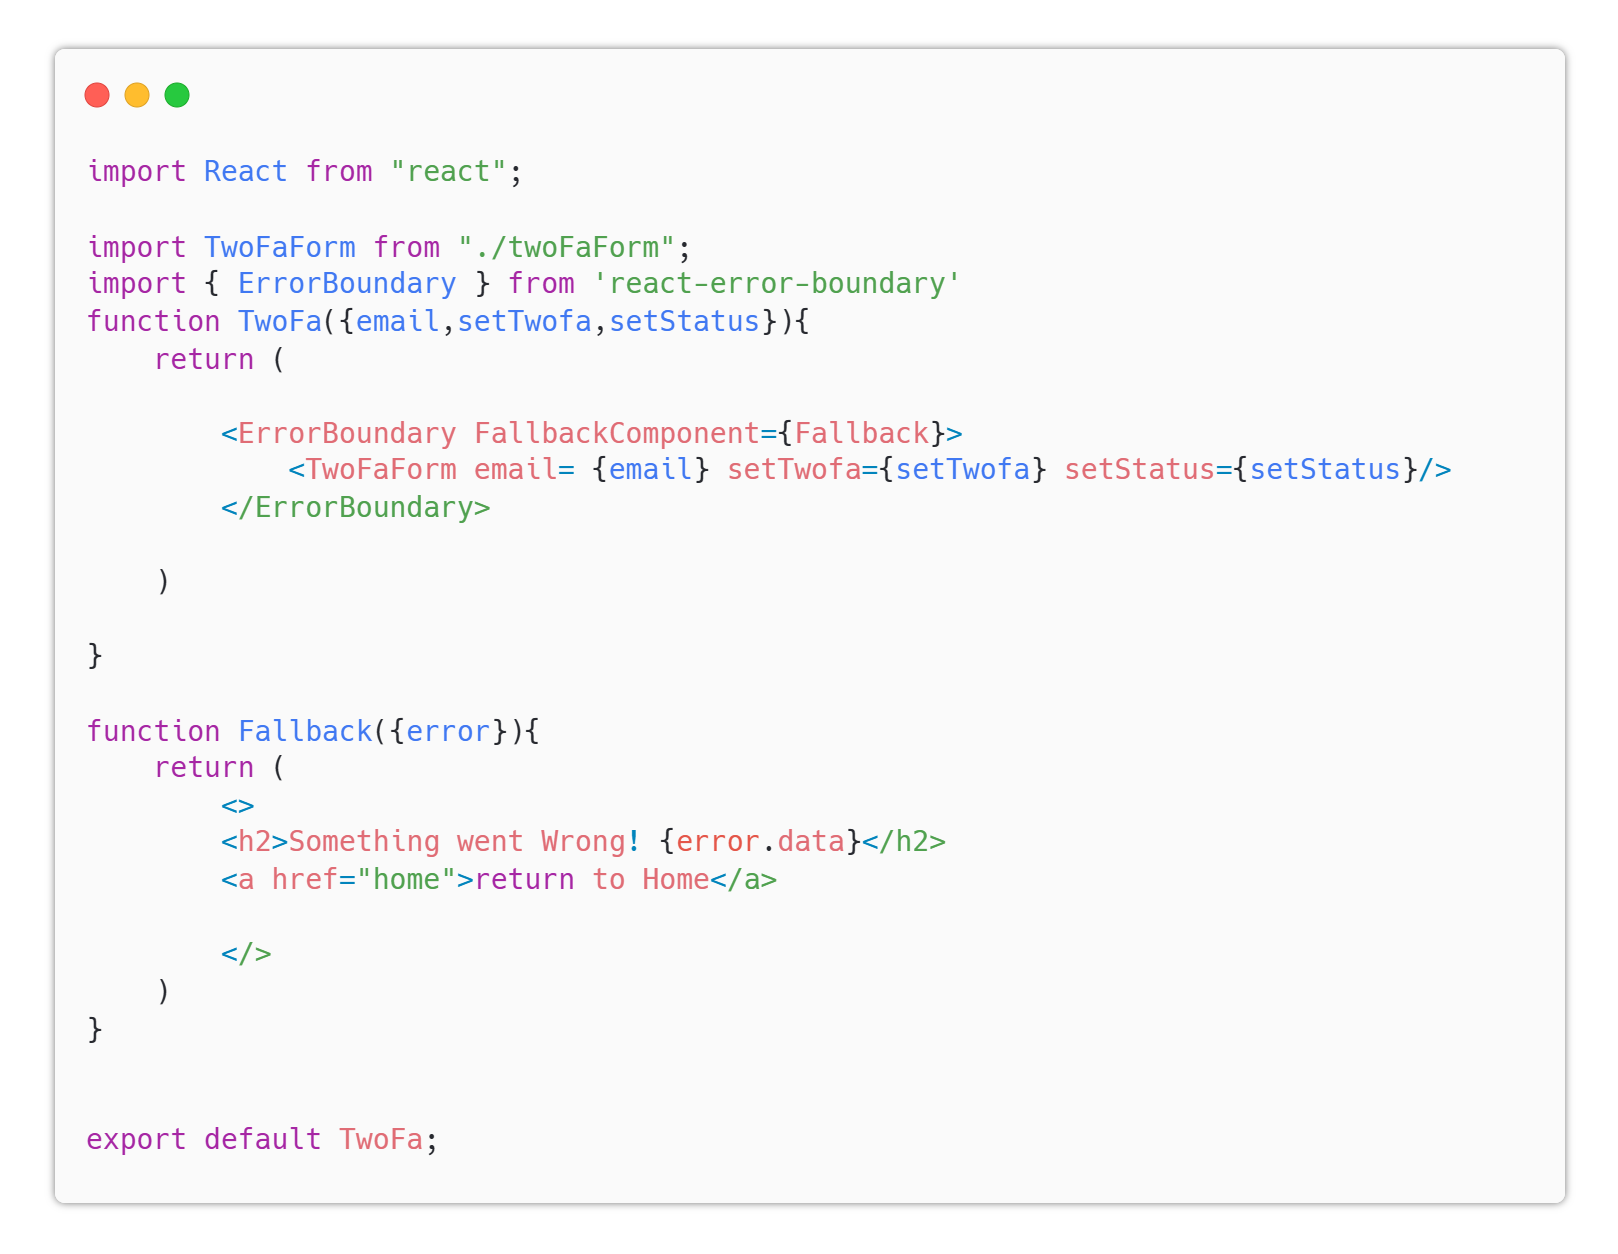 import React from "react";
import TwoFaForm from "./twoFaForm";
import { ErrorBoundary } from 'react-error-boundary'
function TwoFa({email,setTwofa,setStatus}){
    return (
        <ErrorBoundary FallbackComponent={Fallback}>
            <TwoFaForm email= {email} setTwofa={setTwofa} setStatus={setStatus}/>
        </ErrorBoundary>
    )
}
function Fallback({error}){
    return (
        <>
        <h2>Something went Wrong! {error.data}</h2>
        <a href="home">return to Home</a>
        </>
    )
}
export default TwoFa;